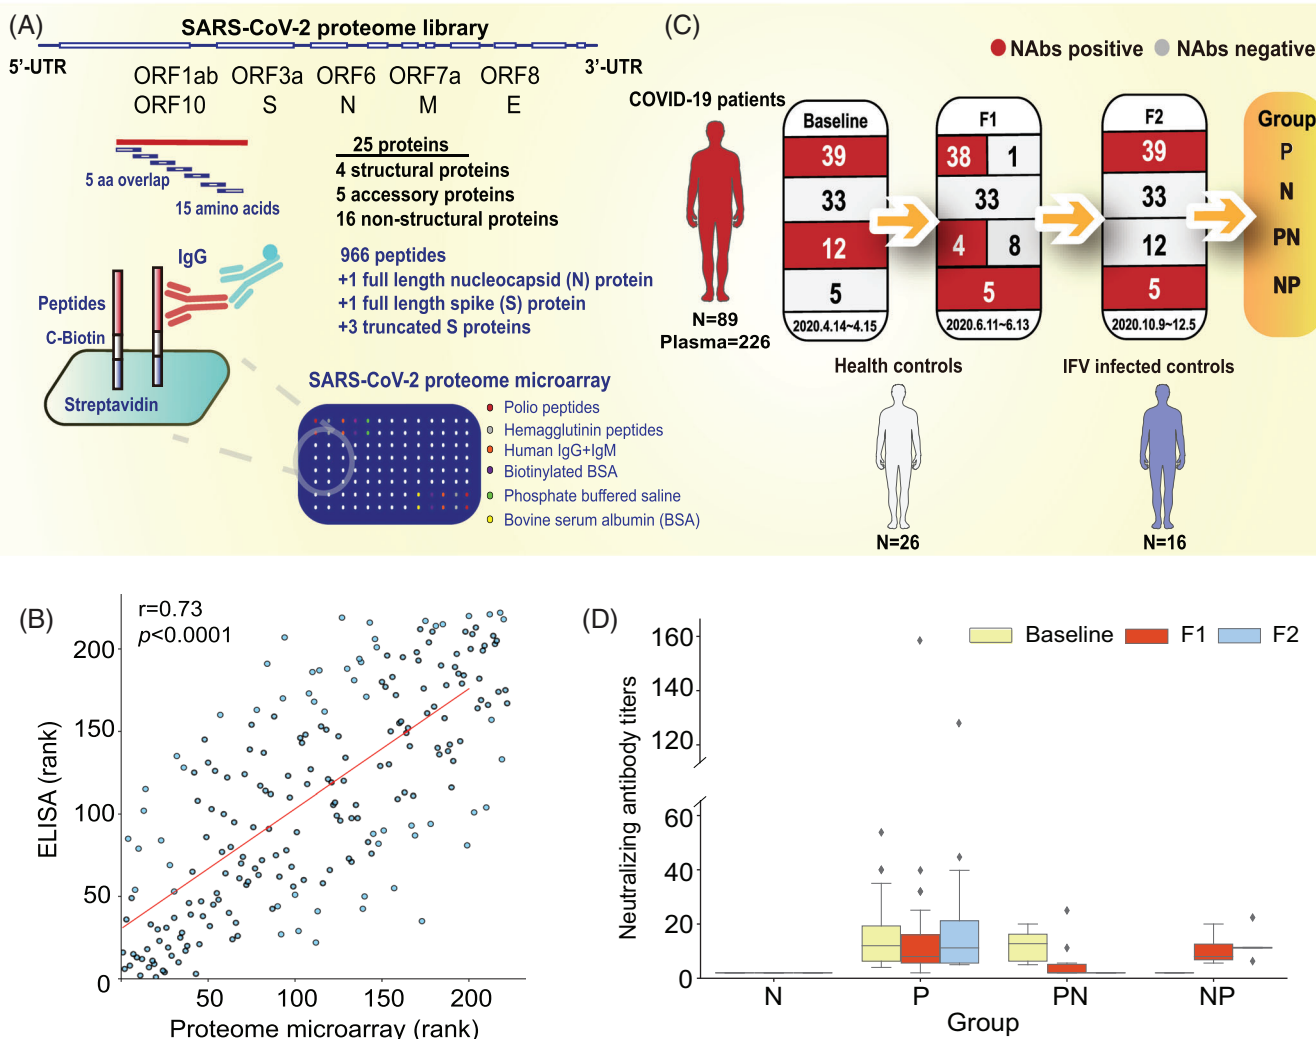 (A)
SARS-CoV-2 proteome library
5’-UTR
3’-UTR
ORF1ab ORF3a ORF6 ORF7a ORF8
ORF10 S N M E
5 aa overlap
15 amino acids
25 proteins
4 structural proteins
5 accessory proteins
16 non-structural proteins
966 peptides
+1 full length nucleocapsid (N) protein
+1 full length spike (S) protein
+3 truncated S proteins
IgG
Peptides
C-Biotin
Streptavidin
SARS-CoV-2 proteome microarray
Polio peptides
Hemagglutinin peptides
Human IgG+IgM
Biotinylated BSA
Phosphate buffered saline
Bovine serum albumin (BSA)
(C)
NAbs positive NAbs negative
COVID-19 patients
N=89
Plasma=226
Baseline
39
33
12
5
2020.4.14~4.15
F1
38 1
33
4 8
5
2020.6.11~6.13
F2
39
33
12
5
2020.10.9~12.5
Group
P
N
PN
NP
Health controls
N=26
IFV infected controls
N=16
(B)
r=0.73
p<0.0001
ELISA (rank)
200
150
100
50
0
50 100 150 200
Proteome microarray (rank)
(D)
Baseline F1 F2
Neutralizing antibody titers
160
140
120
60
40
20
0
N P PN NP
Group